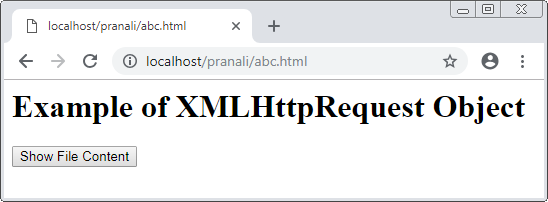 localhost/pranali/abc.html
localhost/pranali/abc.html
Example of XMLHttpRequest Object
Show File Content